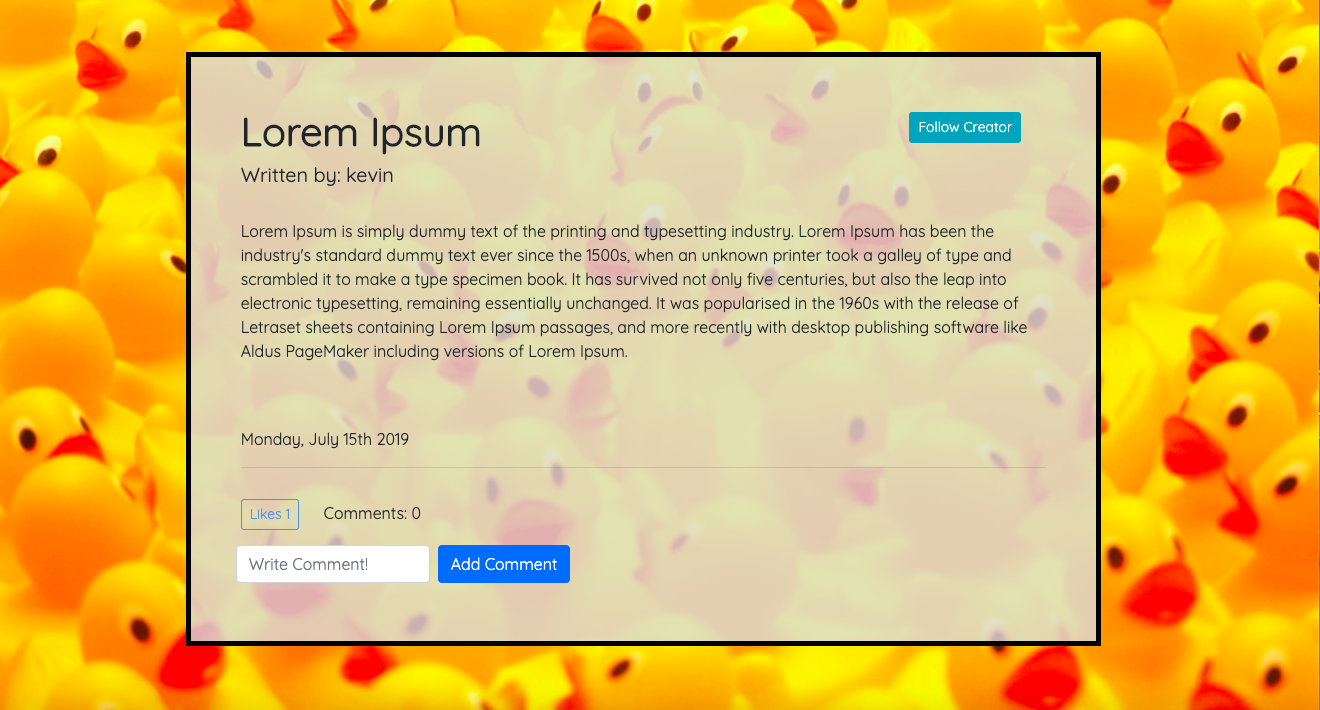 Lorem Ipsum
Follow Creator
Written by: kevin
Lorem Ipsum is simply dummy text of the printing and typesetting industry. Lorem Ipsum has been the
industry's standard dummy text ever since the 1500s, when an unknown printer took a galley of type and
scrambled it to make a type specimen book. It has survived not only five centuries, but also the leap into
electronic typesetting, remaining essentially unchanged. It was popularised in the 1960s with the release of
Letraset sheets containing Lorem Ipsum passages, and more recently with desktop publishing software like
Aldus PageMaker including versions of Lorem Ipsum.
Monday, July 15th 2019
Likes 1 Comments: 0
Write Comment! Add Comment